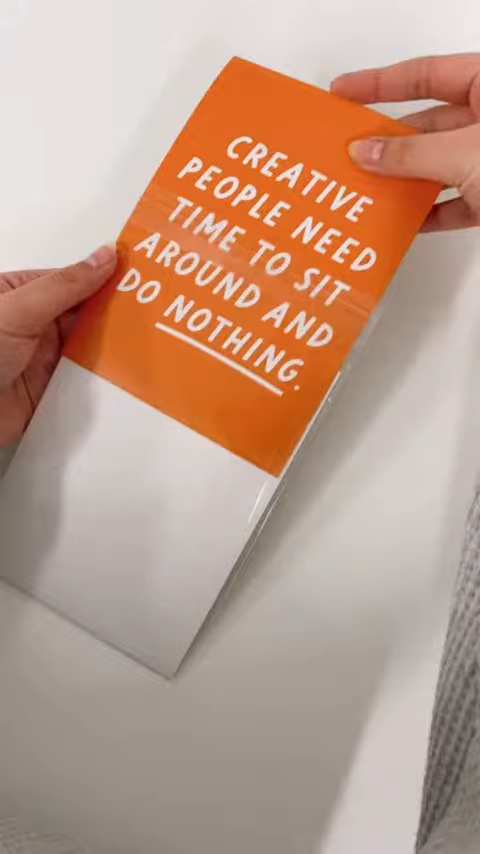 CREATIVE
PEOPLE NEED
TIME TO SIT
AROUND AND
DO NOTHING.